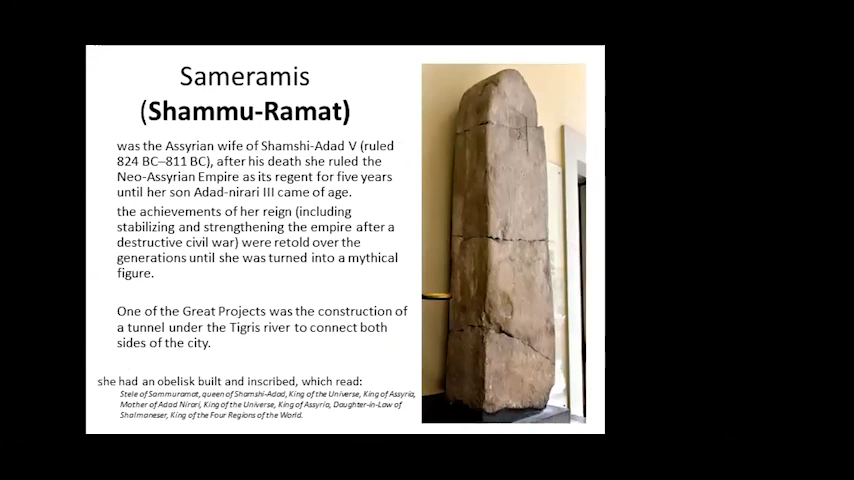 Sameramis
(Shammu-Ramat)
was the Assyrian wife of Shamshi-Adad V (ruled
824 BC–811 BC), after his death she ruled the
Neo-Assyrian Empire as its regent for five years
until her son Adad-nirari III came of age.
the achievements of her reign (including
stabilizing and strengthening the empire after a
destructive civil war) were retold over the
generations until she was turned into a mythical
figure.
One of the Great Projects was the construction of
a tunnel under the Tigris river to connect both
sides of the city.
she had an obelisk built and inscribed, which read:
Stele of Sammuramat, queen of Shamshi-Adad, King of the Universe, King of Assyria,
Mother of Adad Nirari, King of the Universe, King of Assyria, Daughter-in-Law of
Shalmaneser, King of the Four Regions of the World.